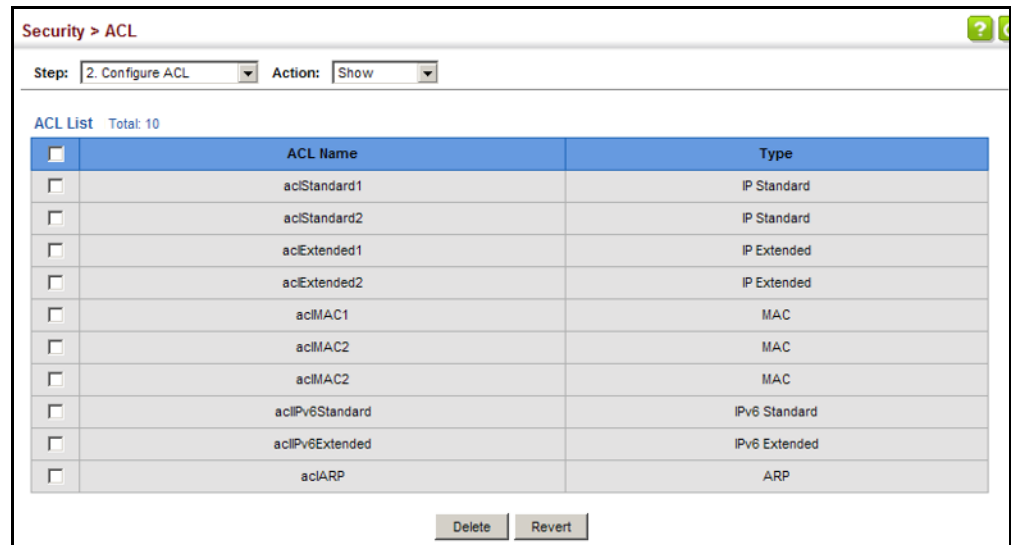 Security > ACL
?
Step: 2. Configure ACL Action: Show
ACL List Total: 10
ACL Name Type
aclStandard1 IP Standard
aclStandard2 IP Standard
aclExtended1 IP Extended
aclExtended2 IP Extended
aclMAC1 MAC
aclMAC2 MAC
aclMAC2 MAC
aclIPv6Standard IPv6 Standard
aclIPv6Extended IPv6 Extended
aclARP ARP
Delete Revert